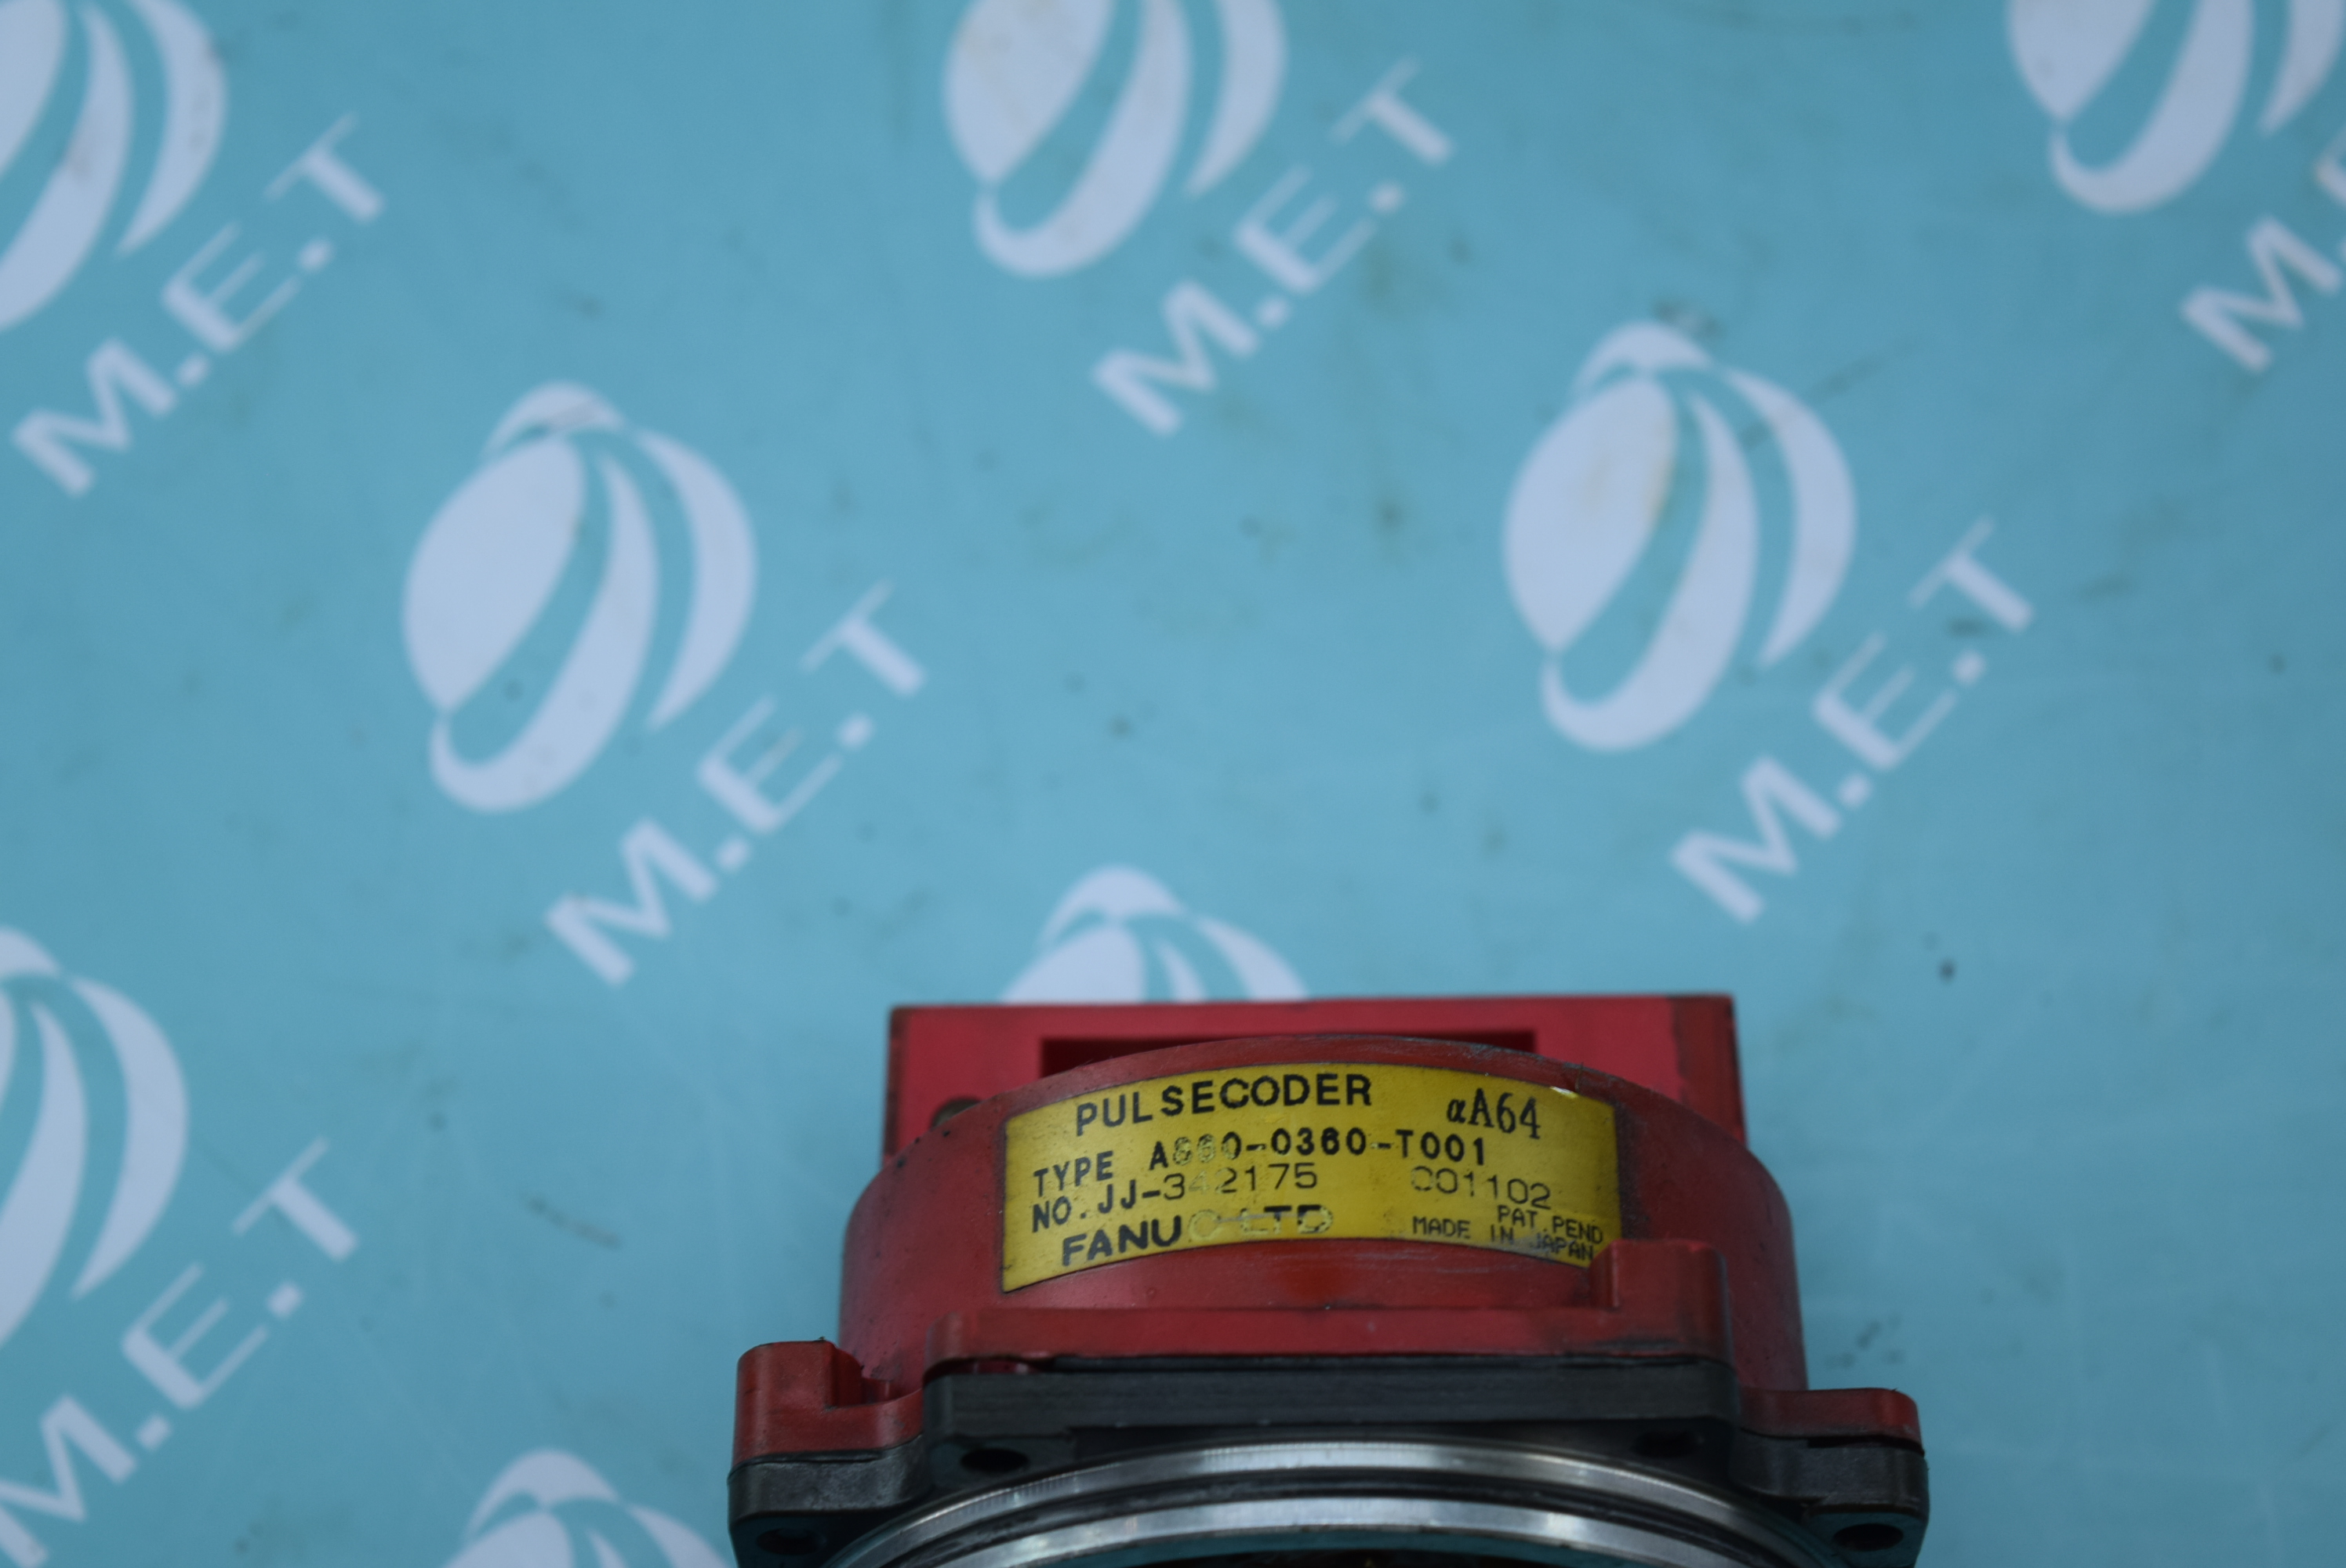 M.E.T
M.E.T
M.E.T
M.E.T
M.E.T
PULSECODER αA64
TYPE A860-0360-T001
NO.JJ-342175 C01102
FANUC LTD
PAT.PEND
MADE IN JAPAN
M.E.T